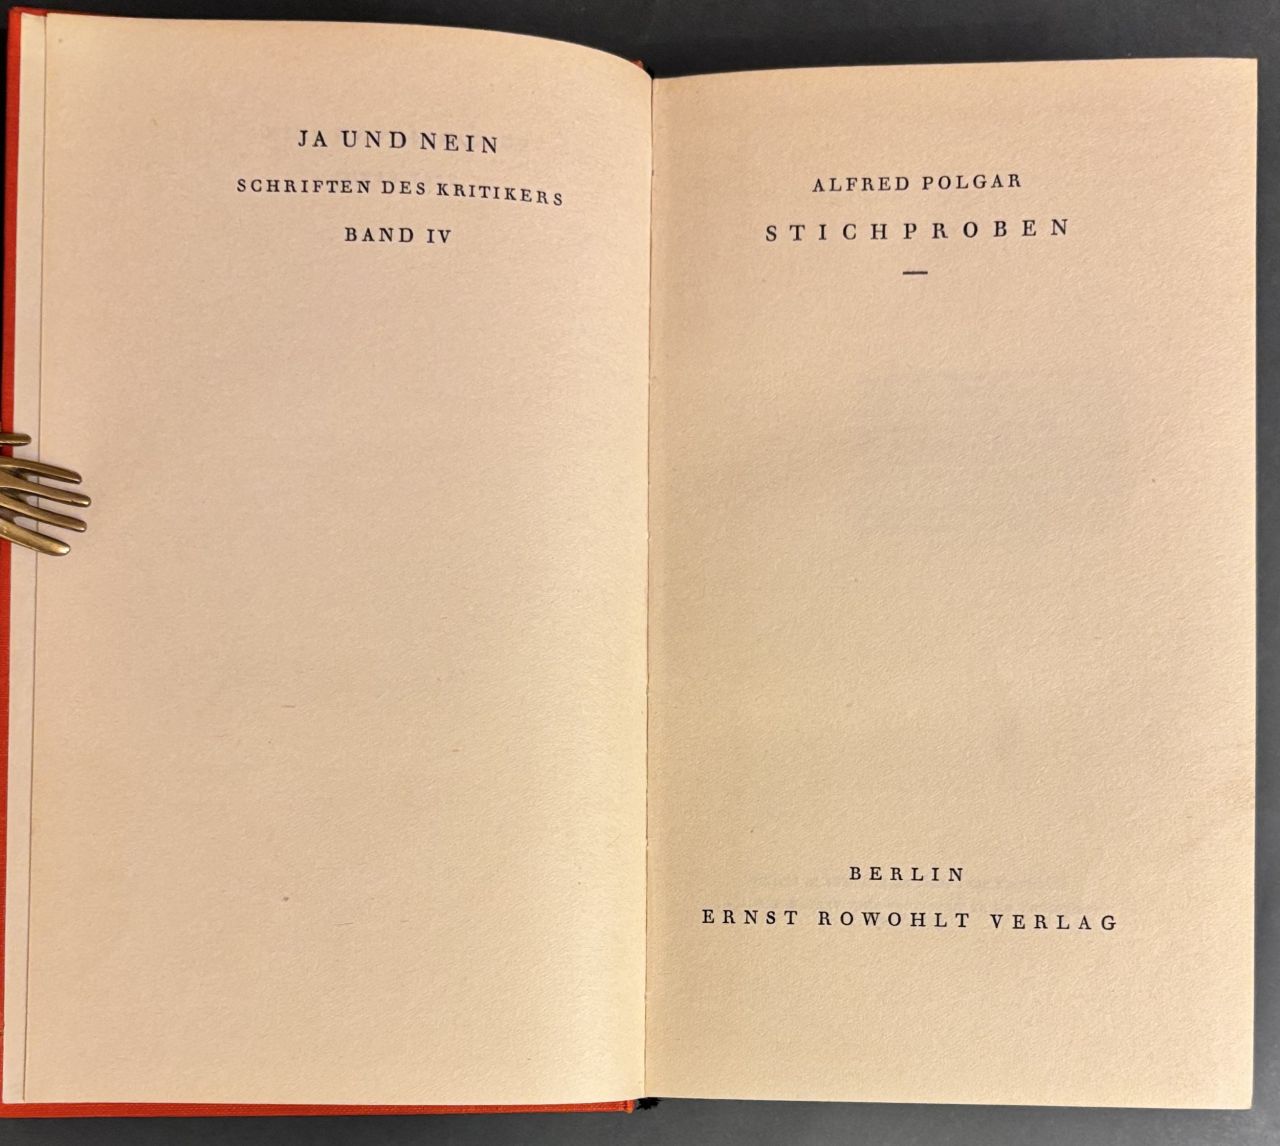 JA UND NEIN
SCHRIFTEN DES KRITIKERS
BAND IV
ALFRED POLGAR
STICHPROBEN
BERLIN
ERNST ROWOHLT VERLAG